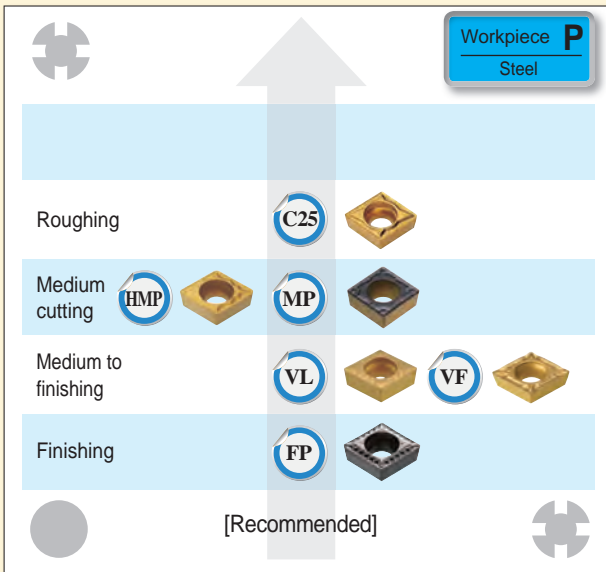 Workpiece P
Steel
Roughing
C25
Medium
cutting
HMP
MP
Medium to
finishing
VL
VF
Finishing
FP
[Recommended]